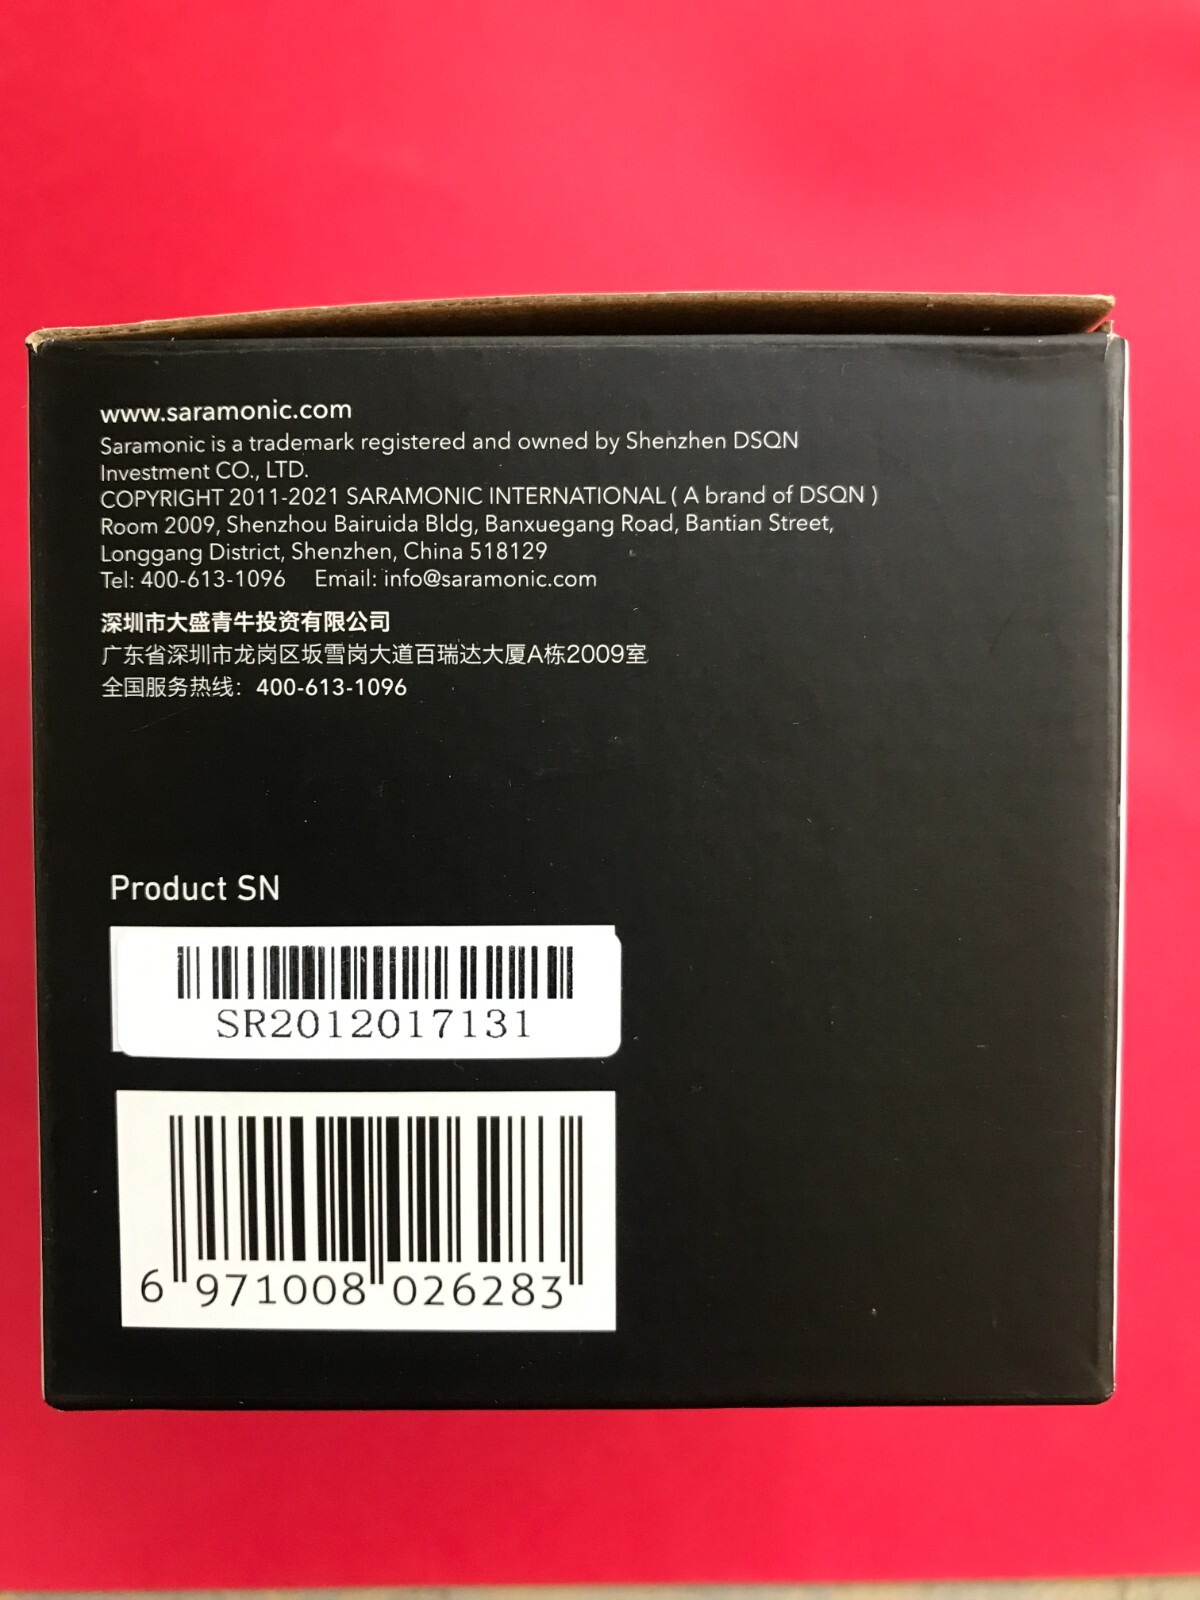 www.saramonic.com
Saramonic is a trademark registered and owned by Shenzhen DSQN
Investment CO., LTD.
COPYRIGHT 2011-2021 SARAMONIC INTERNATIONAL ( A brand of DSQN )
Room 2009, Shenzhou Bairuida Bldg, Banxuegang Road, Bantian Street,
Longgang District, Shenzhen, China 518129
Tel: 400-613-1096 Email: info@saramonic.com
深圳市大盛青牛投资有限公司
广东省深圳市龙岗区坂雪岗大道百瑞达大厦A栋2009室
全国服务热线：400-613-1096
Product SN
SR2012017131
6 971008 026283